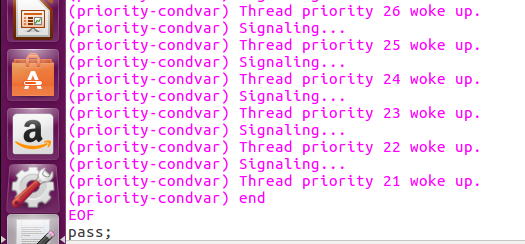 (priority-condvar) Thread priority 26 woke up.
(priority-condvar) Signaling...
(priority-condvar) Thread priority 25 woke up.
(priority-condvar) Signaling...
(priority-condvar) Thread priority 24 woke up.
(priority-condvar) Signaling...
(priority-condvar) Thread priority 23 woke up.
(priority-condvar) Signaling...
(priority-condvar) Thread priority 22 woke up.
(priority-condvar) Signaling...
(priority-condvar) Thread priority 21 woke up.
(priority-condvar) end
EOF
pass;